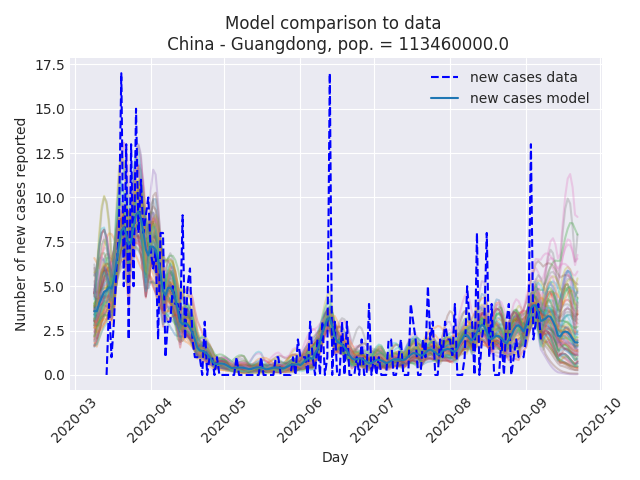 Model comparison to data
China - Guangdong, pop. = 113460000.0
17.5
15.0
12.5
10.0
7.5
5.0
2.5
0.0
Number of new cases reported
new cases data
new cases model
2020-03
2020-04
2020-05
2020-06
2020-07
2020-08
2020-09
2020-10
Day